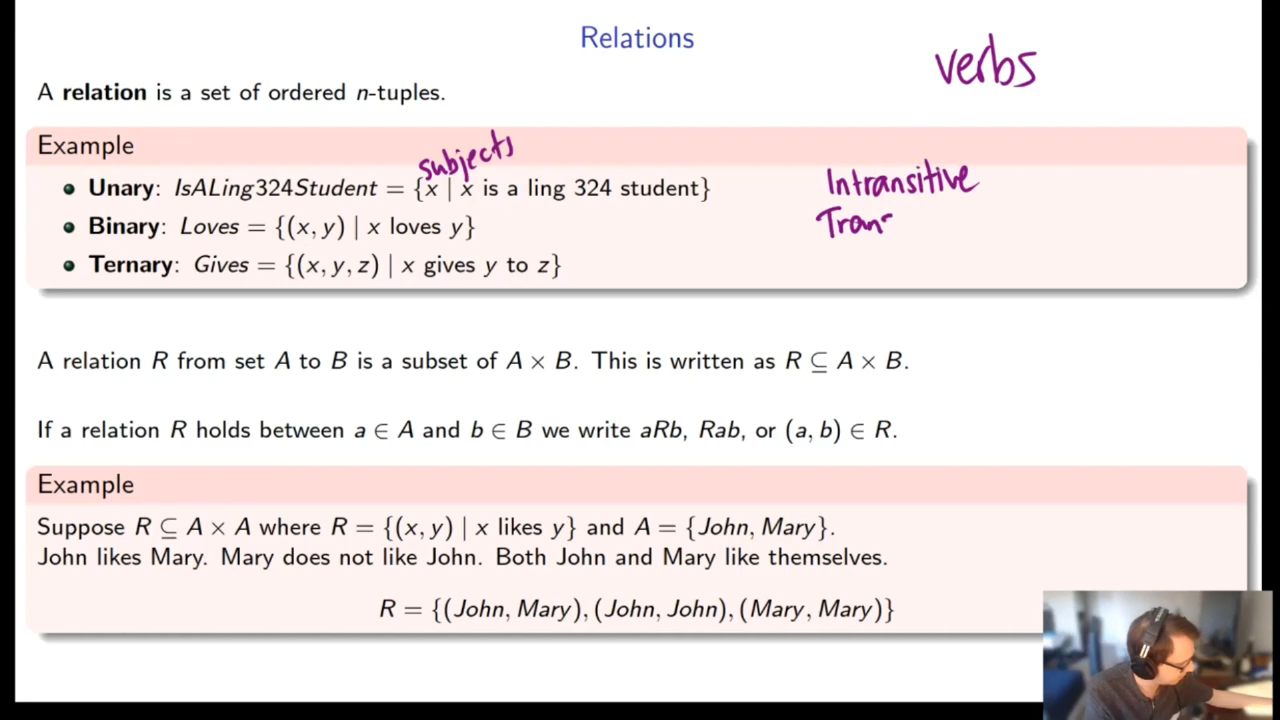 Relations
verbs
A relation is a set of ordered n-tuples.
Example
subjects
• Unary: IsALing324Student = {x | x is a ling 324 student}
Intransitive
• Binary: Loves = {(x, y) | x loves y}
Tran
• Ternary: Gives = {(x, y, z) | x gives y to z}
A relation R from set A to B is a subset of A × B. This is written as R ⊆ A × B.
If a relation R holds between a ∈ A and b ∈ B we write aRb, Rab, or (a, b) ∈ R.
Example
Suppose R ⊆ A × A where R = {(x, y) | x likes y} and A = {John, Mary}.
John likes Mary. Mary does not like John. Both John and Mary like themselves.
R = {(John, Mary), (John, John), (Mary, Mary)}